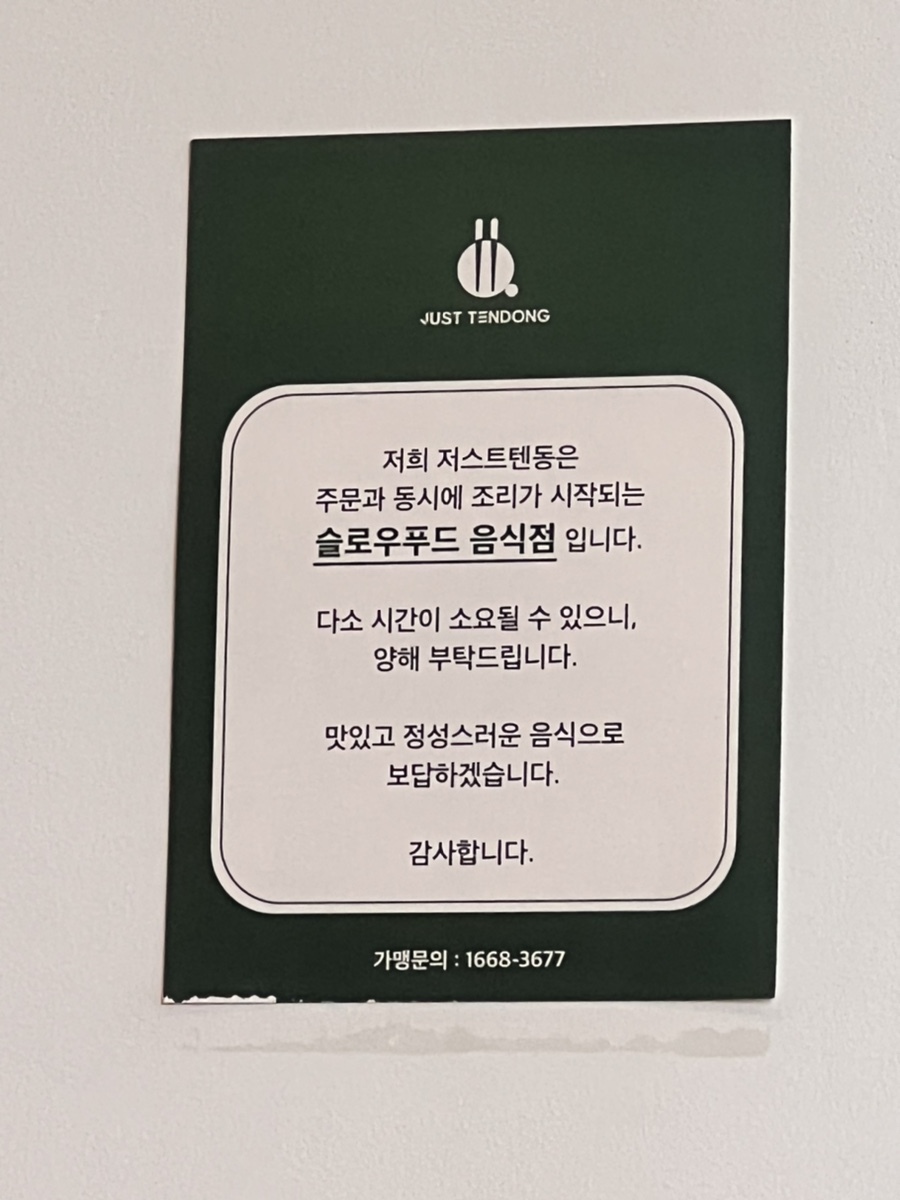 JUST TENDONG
저희 저스트텐동은
주문과 동시에 조리가 시작되는
슬로우푸드 음식점 입니다.
다소 시간이 소요될 수 있으니,
양해 부탁드립니다.
맛있고 정성스러운 음식으로
보답하겠습니다.
감사합니다.
가맹문의 : 1668-3677